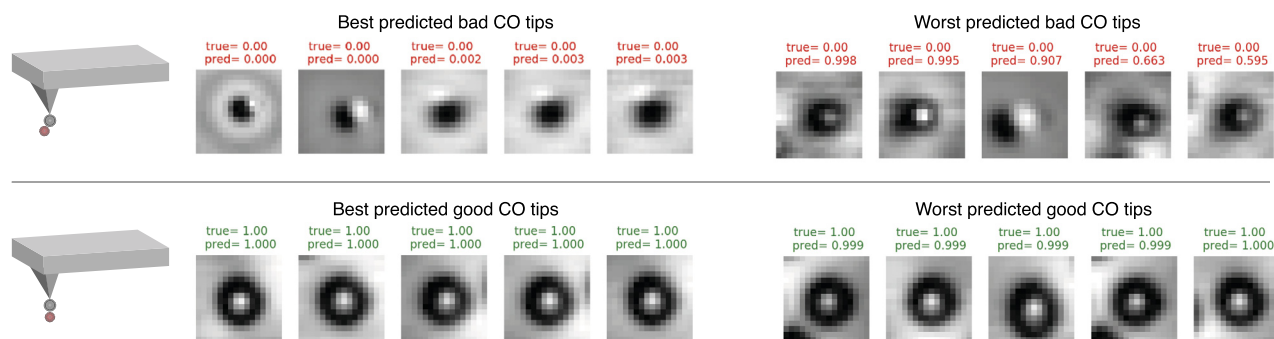 Best predicted bad CO tips
Worst predicted bad CO tips
true= 0.00
pred= 0.000
true= 0.00
pred= 0.000
true= 0.00
pred= 0.002
true= 0.00
pred= 0.003
true= 0.00
pred= 0.003
true= 0.00
pred= 0.998
true= 0.00
pred= 0.995
true= 0.00
pred= 0.907
true= 0.00
pred= 0.663
true= 0.00
pred= 0.595
Best predicted good CO tips
Worst predicted good CO tips
true= 1.00
pred= 1.000
true= 1.00
pred= 1.000
true= 1.00
pred= 1.000
true= 1.00
pred= 1.000
true= 1.00
pred= 1.000
true= 1.00
pred= 0.999
true= 1.00
pred= 0.999
true= 1.00
pred= 0.999
true= 1.00
pred= 0.999
true= 1.00
pred= 1.000